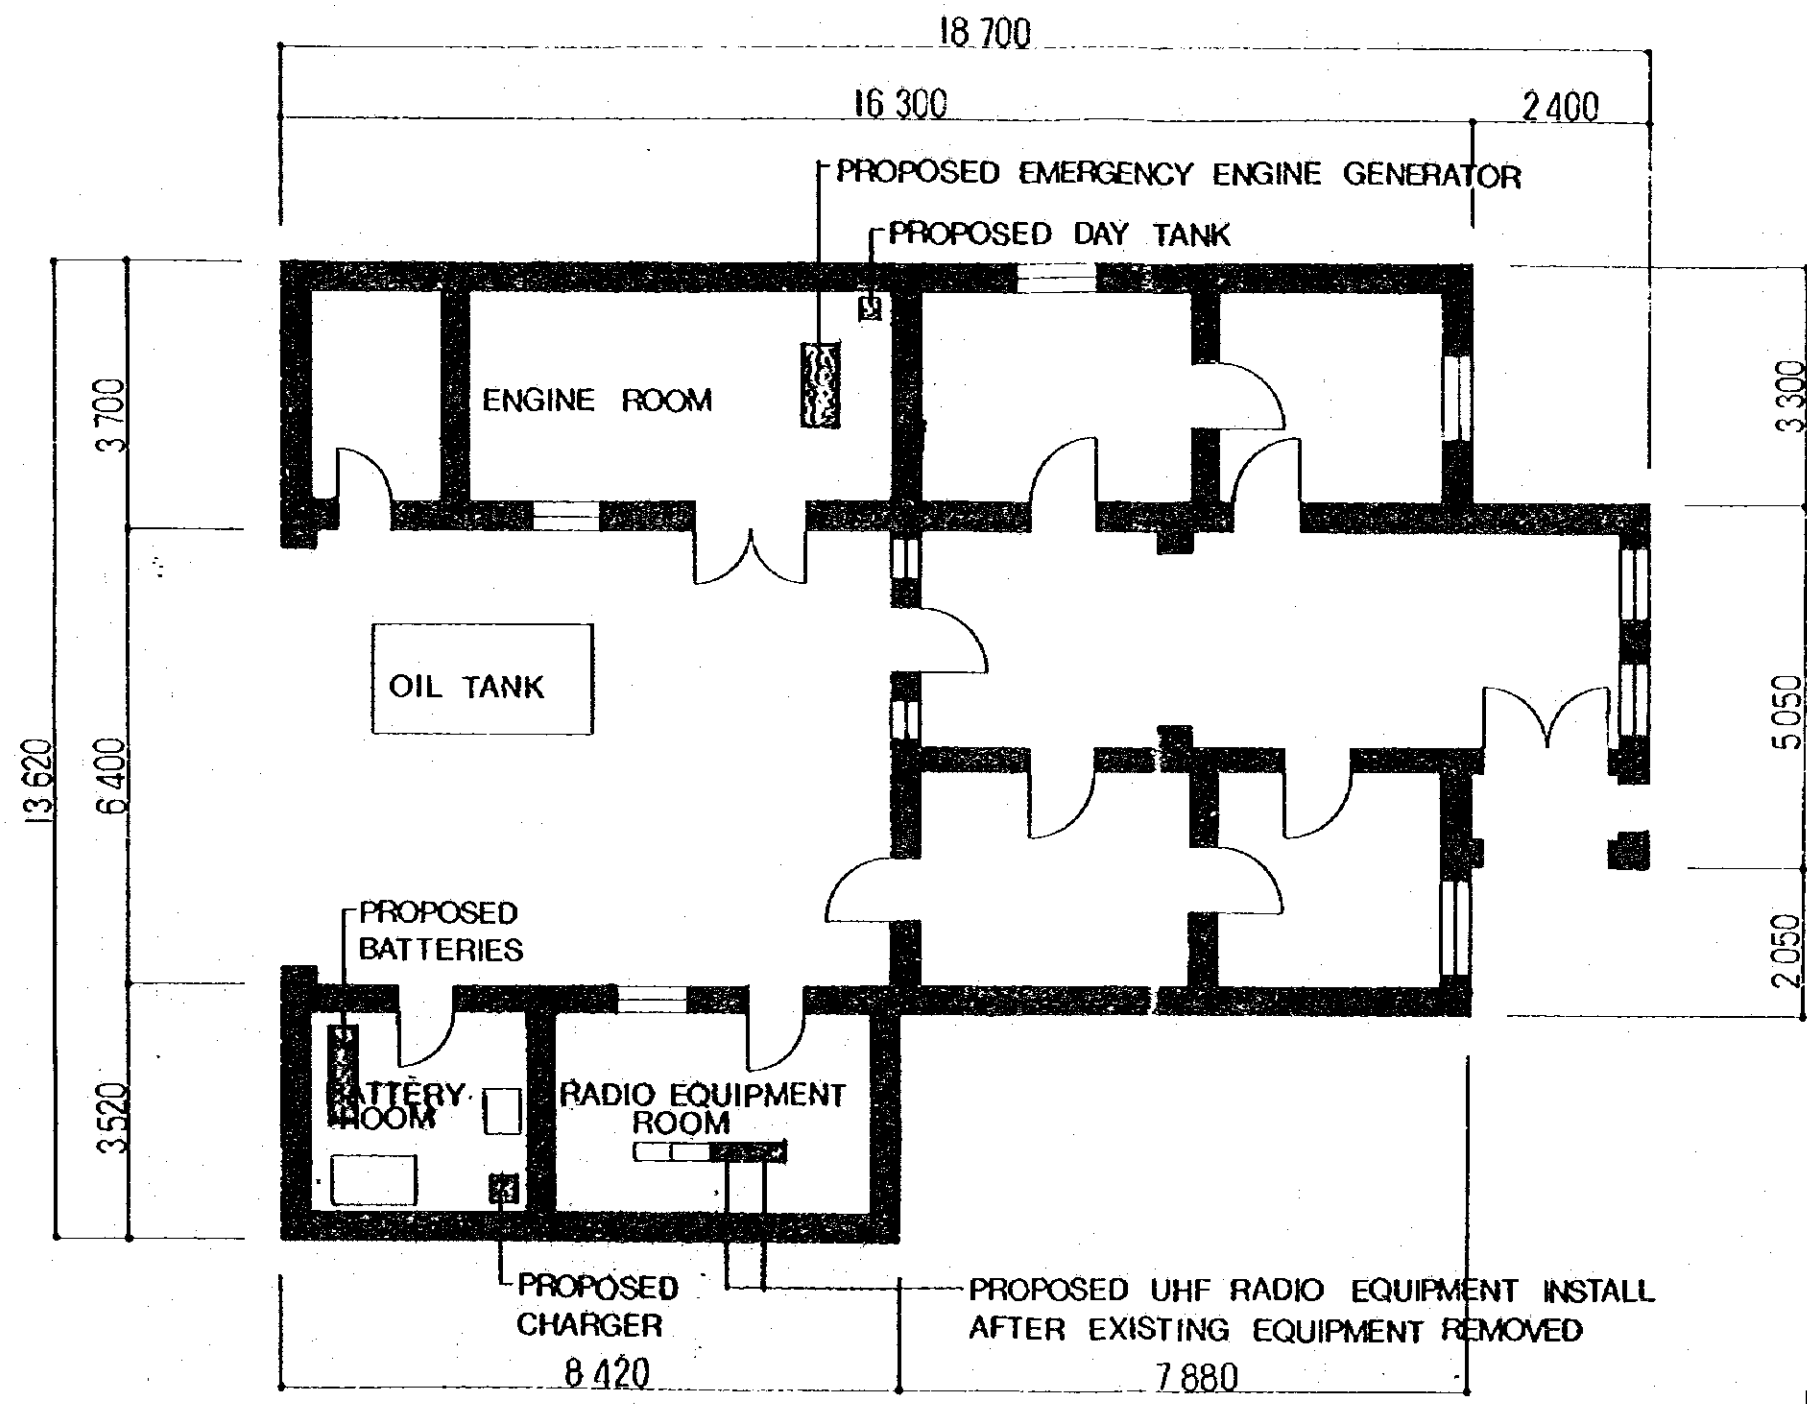 18 700
16 300
2 400
PROPOSED EMERGENCY ENGINE GENERATOR
PROPOSED DAY TANK
ENGINE ROOM
3 700
3 300
OIL TANK
13 620
6 400
5 050
PROPOSED
BATTERIES
2 050
BATTERY
ROOM
RADIO EQUIPMENT
ROOM
3 520
PROPOSED
CHARGER
PROPOSED UHF RADIO EQUIPMENT INSTALL
AFTER EXISTING EQUIPMENT REMOVED
8 420
7 880